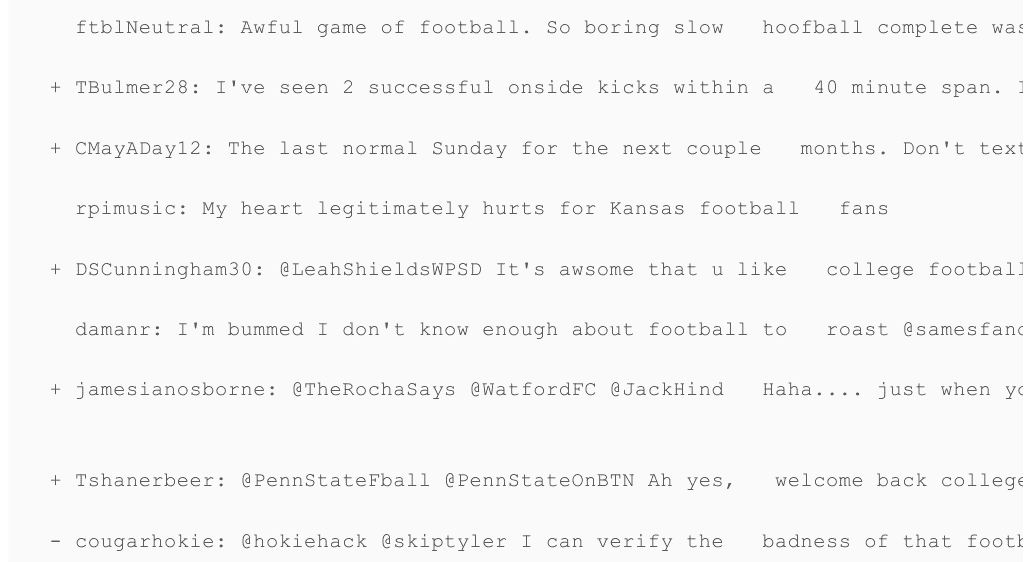 ftblNeutral: Awful game of football. So boring slow   hoofball complete was
+ TBulmer28: I've seen 2 successful onside kicks within a   40 minute span. I
+ CMayADay12: The last normal Sunday for the next couple   months. Don't text
rpimusic: My heart legitimately hurts for Kansas football   fans
+ DSCunningham30: @LeahShieldsWPSD It's awsome that u like   college football
damanr: I'm bummed I don't know enough about football to   roast @samesfand
+ jamesianosborne: @TheRochaSays @WatfordFC @JackHind   Haha.... just when yo
+ Tshanerbeer: @PennStateFball @PennStateOnBTN Ah yes,   welcome back college
- cougarhokie: @hokiehack @skiptyler I can verify the   badness of that footb